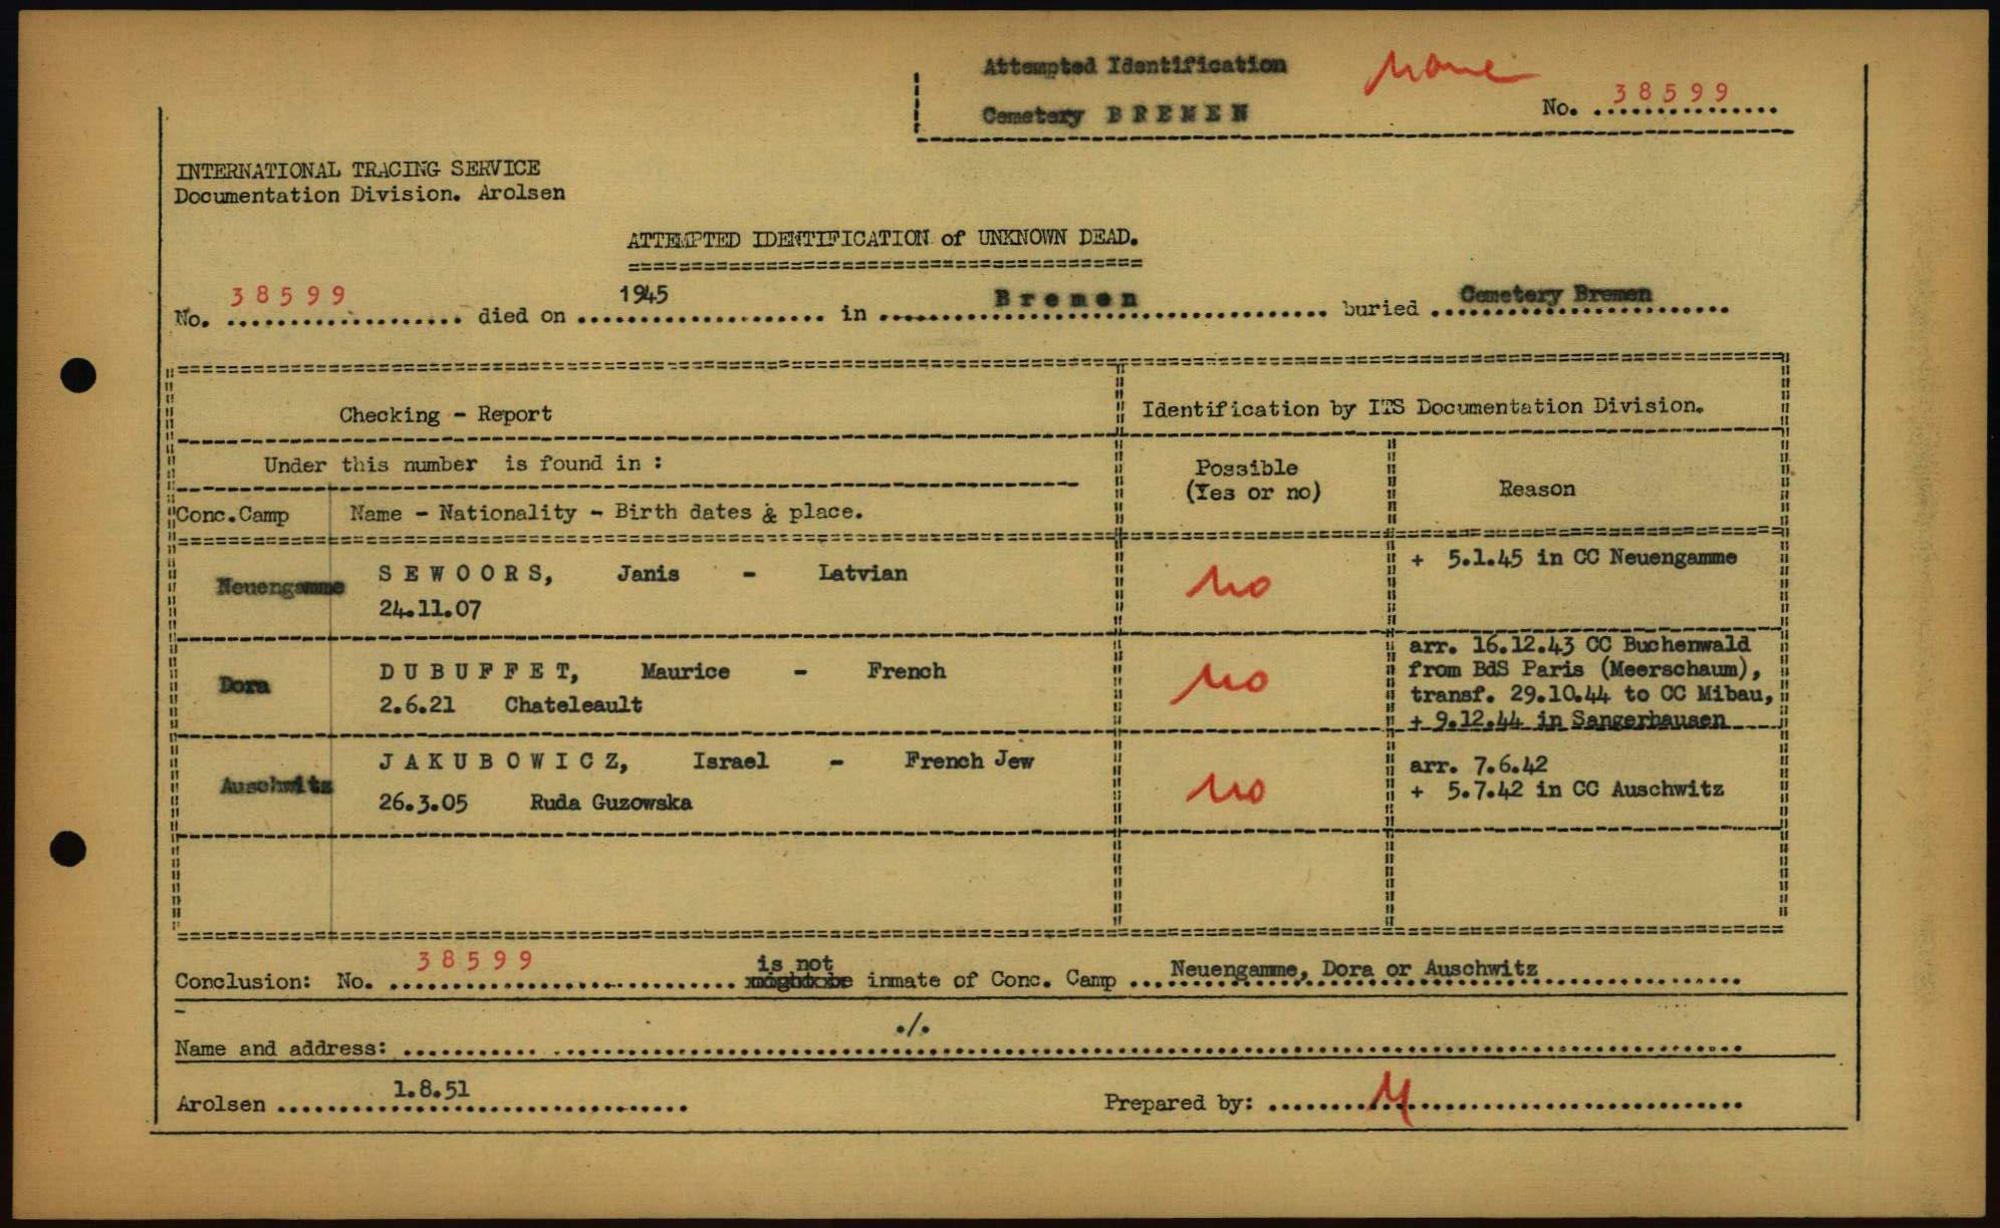 Attempted Identification none
Cemetery B R E M E N No. 38599
INTERNATIONAL TRACING SERVICE
Documentation Division. Arolsen
ATTEMPTED IDENTIFICATION of UNKNOWN DEAD.
No. 38599 died on 1945 in B r e m e n buried Cemetery Bremen
Checking - Report Identification by ITS Documentation Division.
Under this number is found in :
Possible
(Yes or no) Reason
Conc.Camp Name - Nationality - Birth dates & place.
Neuengamme S E W O O R S, Janis - Latvian no + 5.1.45 in CC Neuengamme
24.11.07
Dora D U B U F F E T, Maurice - French no arr. 16.12.43 CC Buchenwald
from BdS Paris (Meerschaum),
2.6.21 Chateleault transf. 29.10.44 to CC Mibau,
+ 9.12.44 in Sangerhausen
Auschwitz J A K U B O W I C Z, Israel - French Jew no arr. 7.6.42
26.3.05 Ruda Guzowska + 5.7.42 in CC Auschwitz
Conclusion: No. 38599 is not inmate of Conc. Camp Neuengamme, Dora or Auschwitz
Name and address: ./.
Arolsen 1.8.51 Prepared by: M